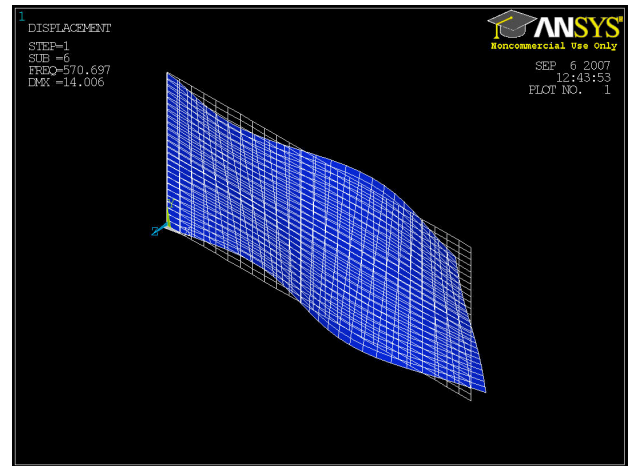 1
DISPLACEMENT
STEP=1
SUB =6
FREQ=570.697
DMX =14.006
ANSYS
Noncommercial Use Only
SEP 6 2007
12:43:53
PLOT NO. 1
Y
Z